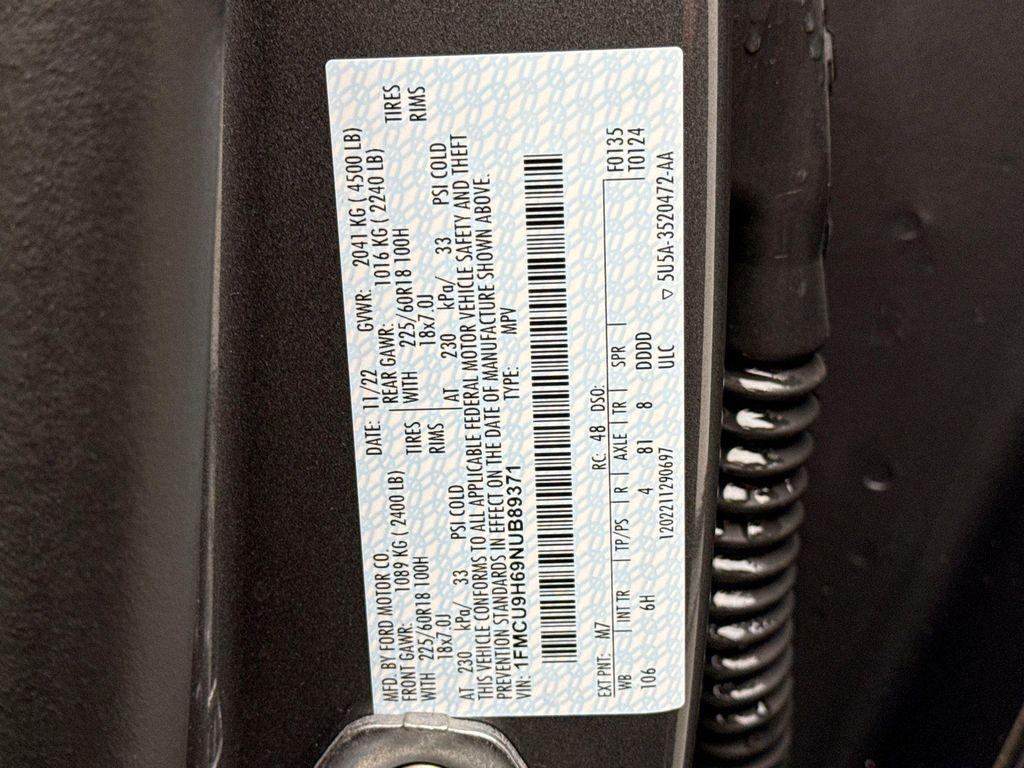 MFD. BY FORD MOTOR CO.
DATE: 11/22 GVWR: 2041 KG ( 4500 LB)
FRONT GAWR: 1089 KG ( 2400 LB) REAR GAWR: 1016 KG ( 2240 LB)
WITH 225/60R18 100H TIRES WITH 225/60R18 100H TIRES
18x7.0J RIMS 18x7.0J RIMS
AT 230 kPa/ 33 PSI COLD AT 230 kPa/ 33 PSI COLD
THIS VEHICLE CONFORMS TO ALL APPLICABLE FEDERAL MOTOR VEHICLE SAFETY AND THEFT
PREVENTION STANDARDS IN EFFECT ON THE DATE OF MANUFACTURE SHOWN ABOVE.
VIN: 1FMCU9H69NUB89371 TYPE: MPV
EXT PNT: M7 RC: 48 DSO: F0135
WB INT TR TP/PS R AXLE TR SPR T0124
106 6H 4 81 8 DDDD
1202211290697 ULC ▽ 5U5A-3520472-AA